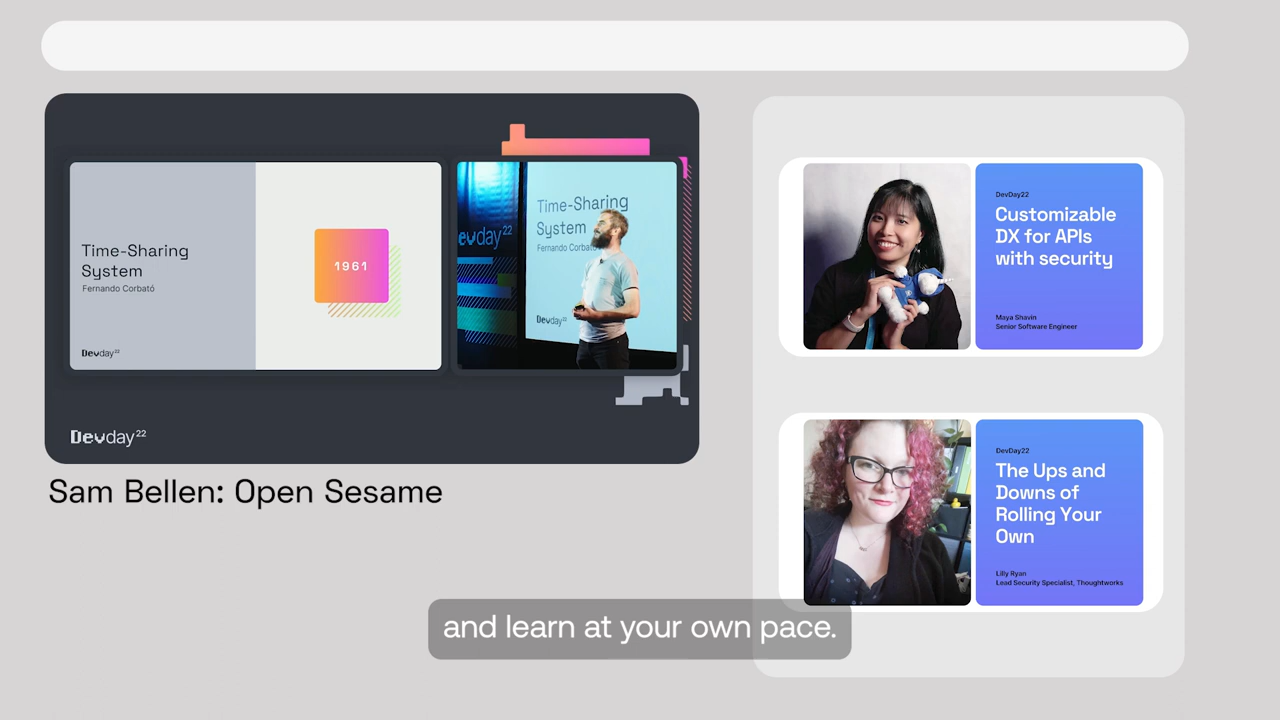 Time-Sharing
System
Fernando Corbató
Devday22
1961
evday22
Time-Sharing
System
Fernando Corbat
Devday22
Devday22
Sam Bellen: Open Sesame
DevDay22
Customizable
DX for APIs
with security
Maya Shavin
Senior Software Engineer
DevDay22
The Ups and
Downs of
Rolling Your
Own
Lilly Ryan
Lead Security Specialist, Thoughtworks
and learn at your own pace.